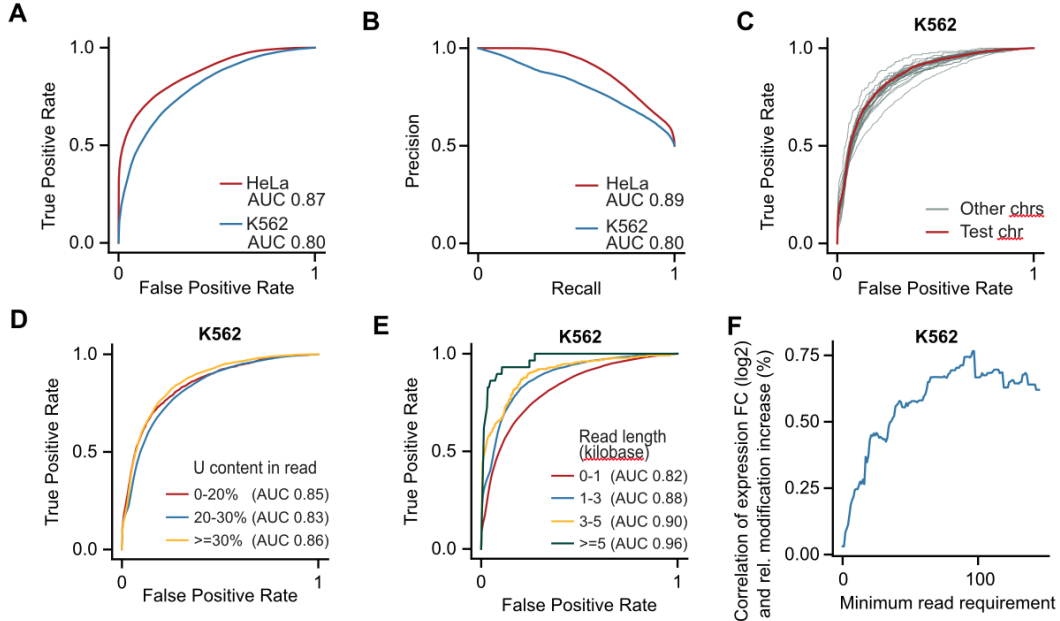 A
1.0
0.5
0.0
True Positive Rate
0
1
False Positive Rate
HeLa
AUC 0.87
K562
AUC 0.80
B
1.0
0.5
0.0
Precision
0
1
Recall
HeLa
AUC 0.89
K562
AUC 0.80
C
K562
1.0
0.5
0.0
True Positive Rate
0
1
False Positive Rate
Other chrs
Test chr
D
K562
1.0
0.5
0.0
True Positive Rate
0
1
False Positive Rate
U content in read
0-20% (AUC 0.85)
20-30% (AUC 0.83)
>=30% (AUC 0.86)
E
K562
1.0
0.5
0.0
True Positive Rate
0
1
False Positive Rate
Read length
(kilobase)
0-1 (AUC 0.82)
1-3 (AUC 0.88)
3-5 (AUC 0.90)
>=5 (AUC 0.96)
F
K562
0.75
0.50
0.25
0.00
Correlation of expression FC (log2)
and rel. modification increase (%)
0
100
Minimum read requirement